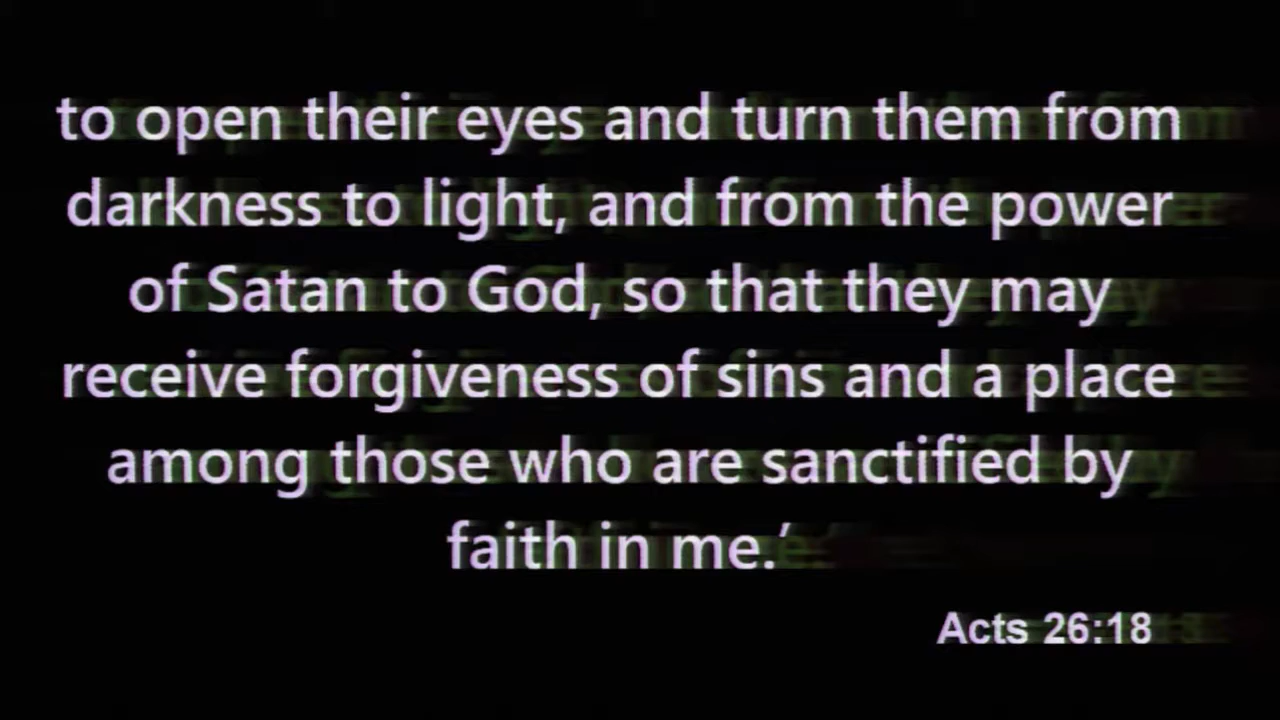 to open their eyes and turn them from
darkness to light, and from the power
of Satan to God, so that they may
receive forgiveness of sins and a place
among those who are sanctified by
faith in me.’
Acts 26:18